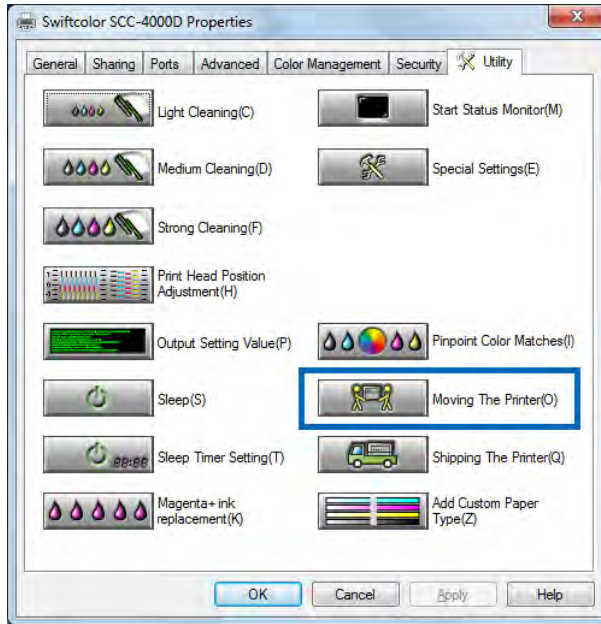 Swiftcolor SCC-4000D Properties
General Sharing Ports Advanced Color Management Security Utility
Light Cleaning(C)
Start Status Monitor(M)
Medium Cleaning(D)
Special Settings(E)
Strong Cleaning(F)
Print Head Position
Adjustment(H)
Output Setting Value(P)
Pinpoint Color Matches(I)
Sleep(S)
Moving The Printer(O)
88:88
Sleep Timer Setting(T)
Shipping The Printer(Q)
Magenta+ ink
replacement(K)
Add Custom Paper
Type(Z)
OK Cancel Apply Help